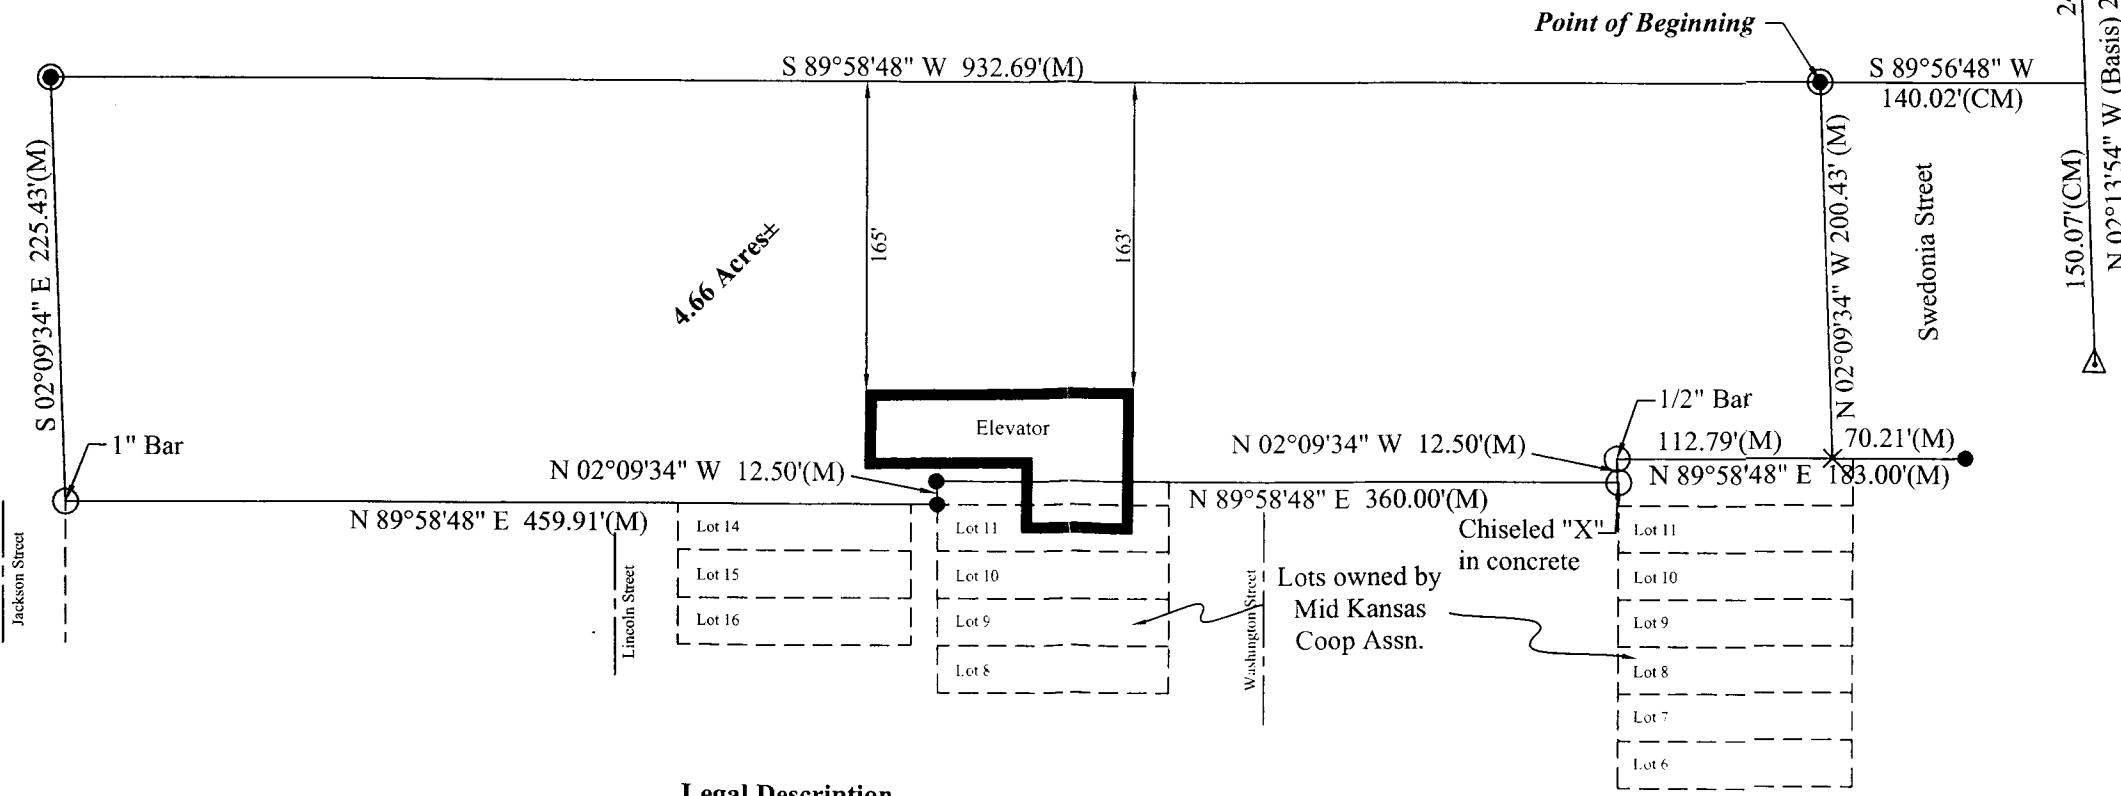 Point of Beginning
S 89°58'48" W 932.69'(M)
S 89°56'48" W
140.02'(CM)
N 02°13'54" W (Basis) 2
24
150.07'(CM)
S 02°09'34" E 225.43'(M)
4.66 Acres±
165'
163'
N 02°09'34" W 200.43' (M)
Swedonia Street
Elevator
1" Bar
1/2" Bar
N 02°09'34" W 12.50'(M)
N 02°09'34" W 12.50'(M)
112.79'(M)
70.21'(M)
N 89°58'48" E 183.00'(M)
N 89°58'48" E 459.91'(M)
N 89°58'48" E 360.00'(M)
Chiseled "X"
in concrete
Lots owned by
Mid Kansas
Coop Assn.
Jackson Street
Lincoln Street
Washington Street
Lot 14
Lot 15
Lot 16
Lot 11
Lot 10
Lot 9
Lot 8
Lot 11
Lot 10
Lot 9
Lot 8
Lot 7
Lot 6
Legal Description